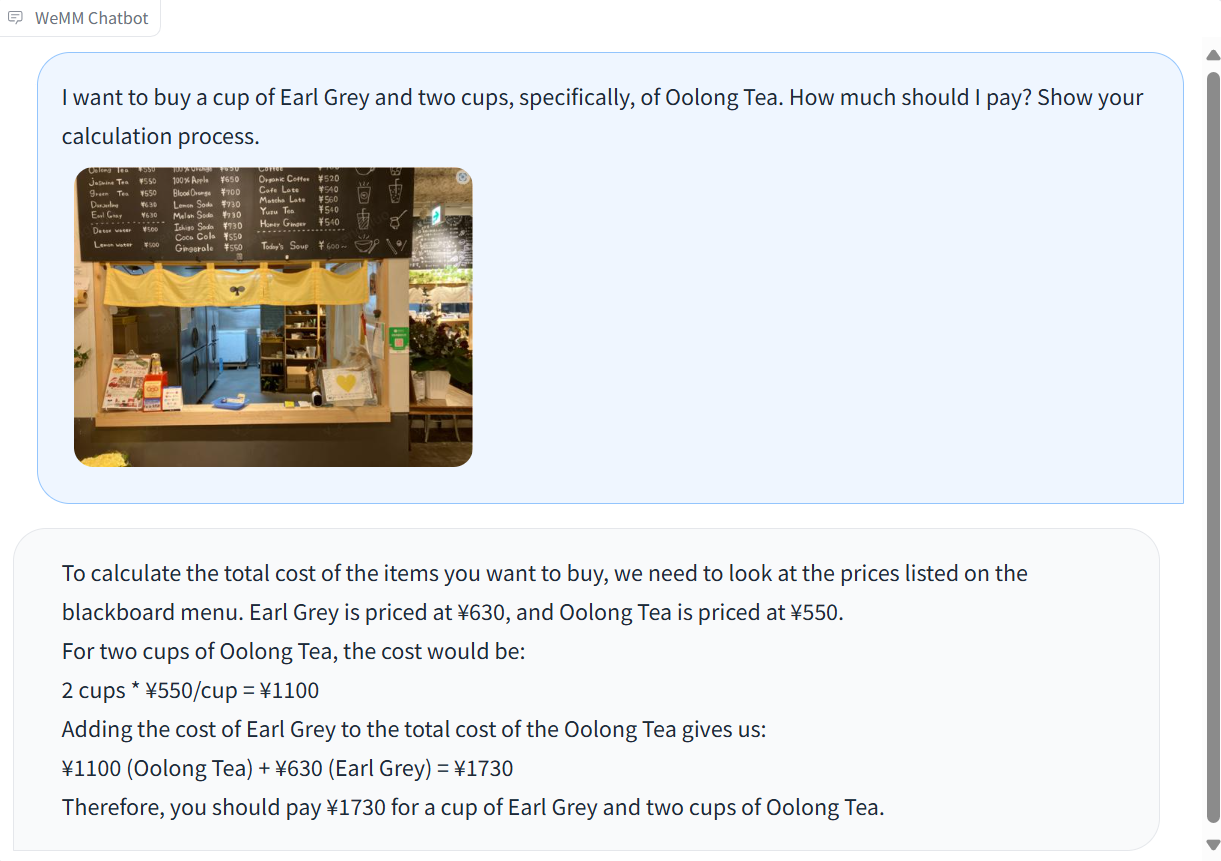 WeMM Chatbot
I want to buy a cup of Earl Grey and two cups, specifically, of Oolong Tea. How much should I pay? Show your
calculation process.
Oolong Tea ¥550
Jasmine Tea ¥550
Green Tea ¥550
Darjeeling ¥630
Earl Grey ¥630
Detox water ¥500
Lemon water ¥500
100% Orange ¥650
100% Apple ¥650
Blood Orange ¥700
Lemon Soda ¥730
Melon Soda ¥730
Ichigo Soda ¥730
Coca Cola ¥550
Gingerale ¥550
Coffee
Organic Coffee ¥520
Cafe Late ¥540
Matcha Late ¥560
Yuzu Tea ¥540
Honey Ginger ¥540
Today's Soup ¥600~
To calculate the total cost of the items you want to buy, we need to look at the prices listed on the
blackboard menu. Earl Grey is priced at ¥630, and Oolong Tea is priced at ¥550.
For two cups of Oolong Tea, the cost would be:
2 cups * ¥550/cup = ¥1100
Adding the cost of Earl Grey to the total cost of the Oolong Tea gives us:
¥1100 (Oolong Tea) + ¥630 (Earl Grey) = ¥1730
Therefore, you should pay ¥1730 for a cup of Earl Grey and two cups of Oolong Tea.